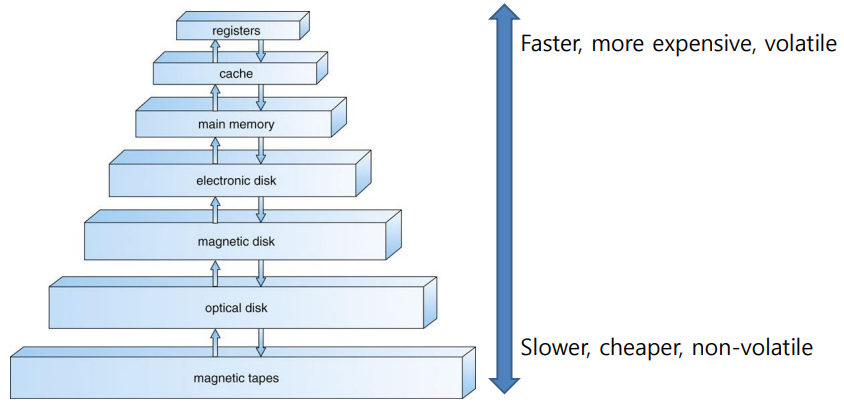 registers
Faster, more expensive, volatile
cache
main memory
electronic disk
magnetic disk
optical disk
Slower, cheaper, non-volatile
magnetic tapes